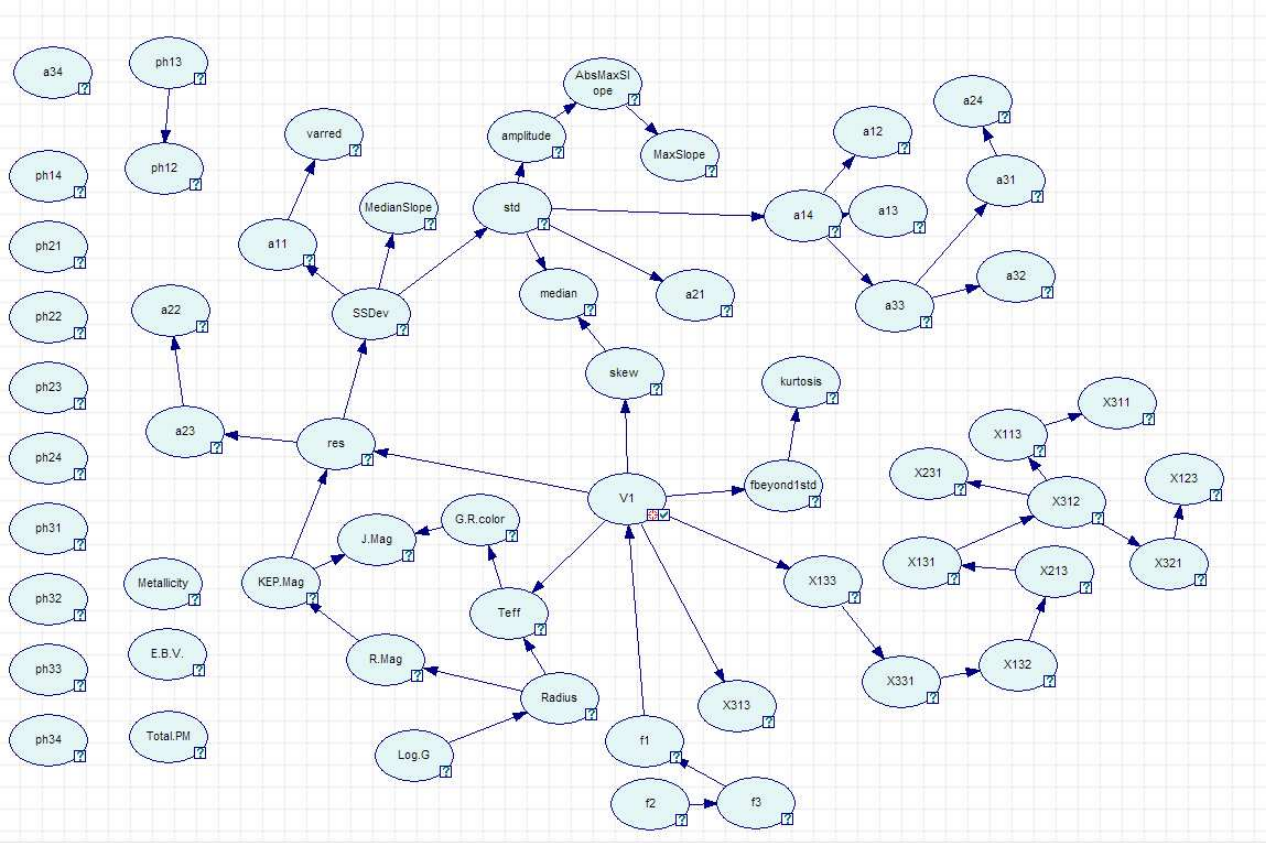 a34
ph13
AbsMaxSl
ope
a24
varred
amplitude
a12
MaxSlope
ph14
ph12
a31
MedianSlope
std
a14
a13
ph21
a11
a32
median
a21
a33
ph22
a22
SSDev
skew
kurtosis
ph23
X311
a23
res
X113
ph24
X231
X123
fbeyond1std
V1
X312
ph31
G.R.color
J.Mag
X131
X213
X321
Metallicity
KEP.Mag
X133
ph32
Teff
E.B.V.
R.Mag
X132
ph33
X331
Radius
X313
ph34
Total.PM
Log.G
f1
f2
f3